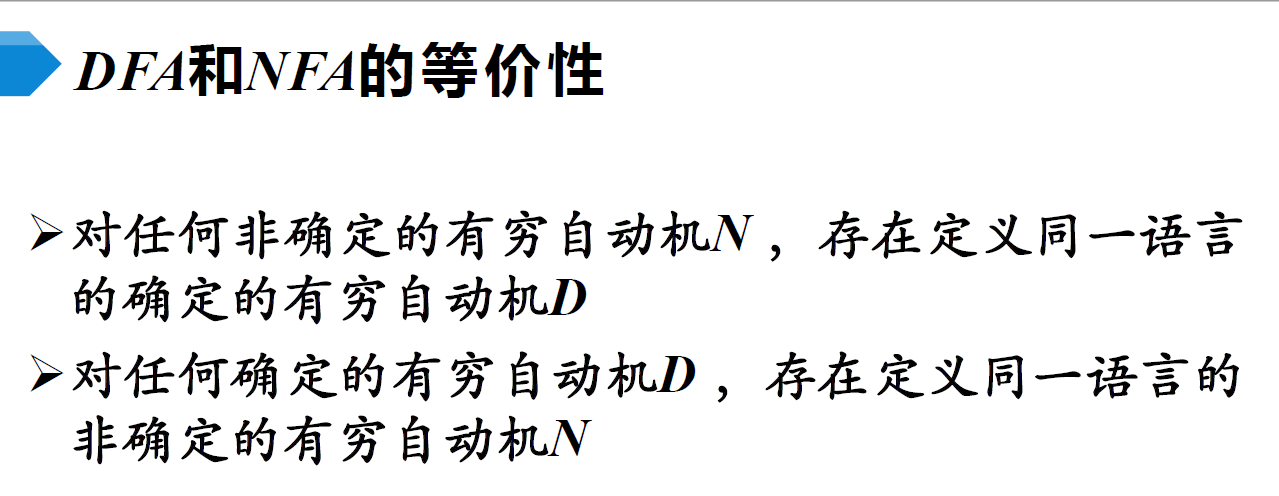 DFA和NFA的等价性
➢对任何非确定的有穷自动机N ，存在定义同一语言
的确定的有穷自动机D
➢对任何确定的有穷自动机D ，存在定义同一语言的
非确定的有穷自动机N